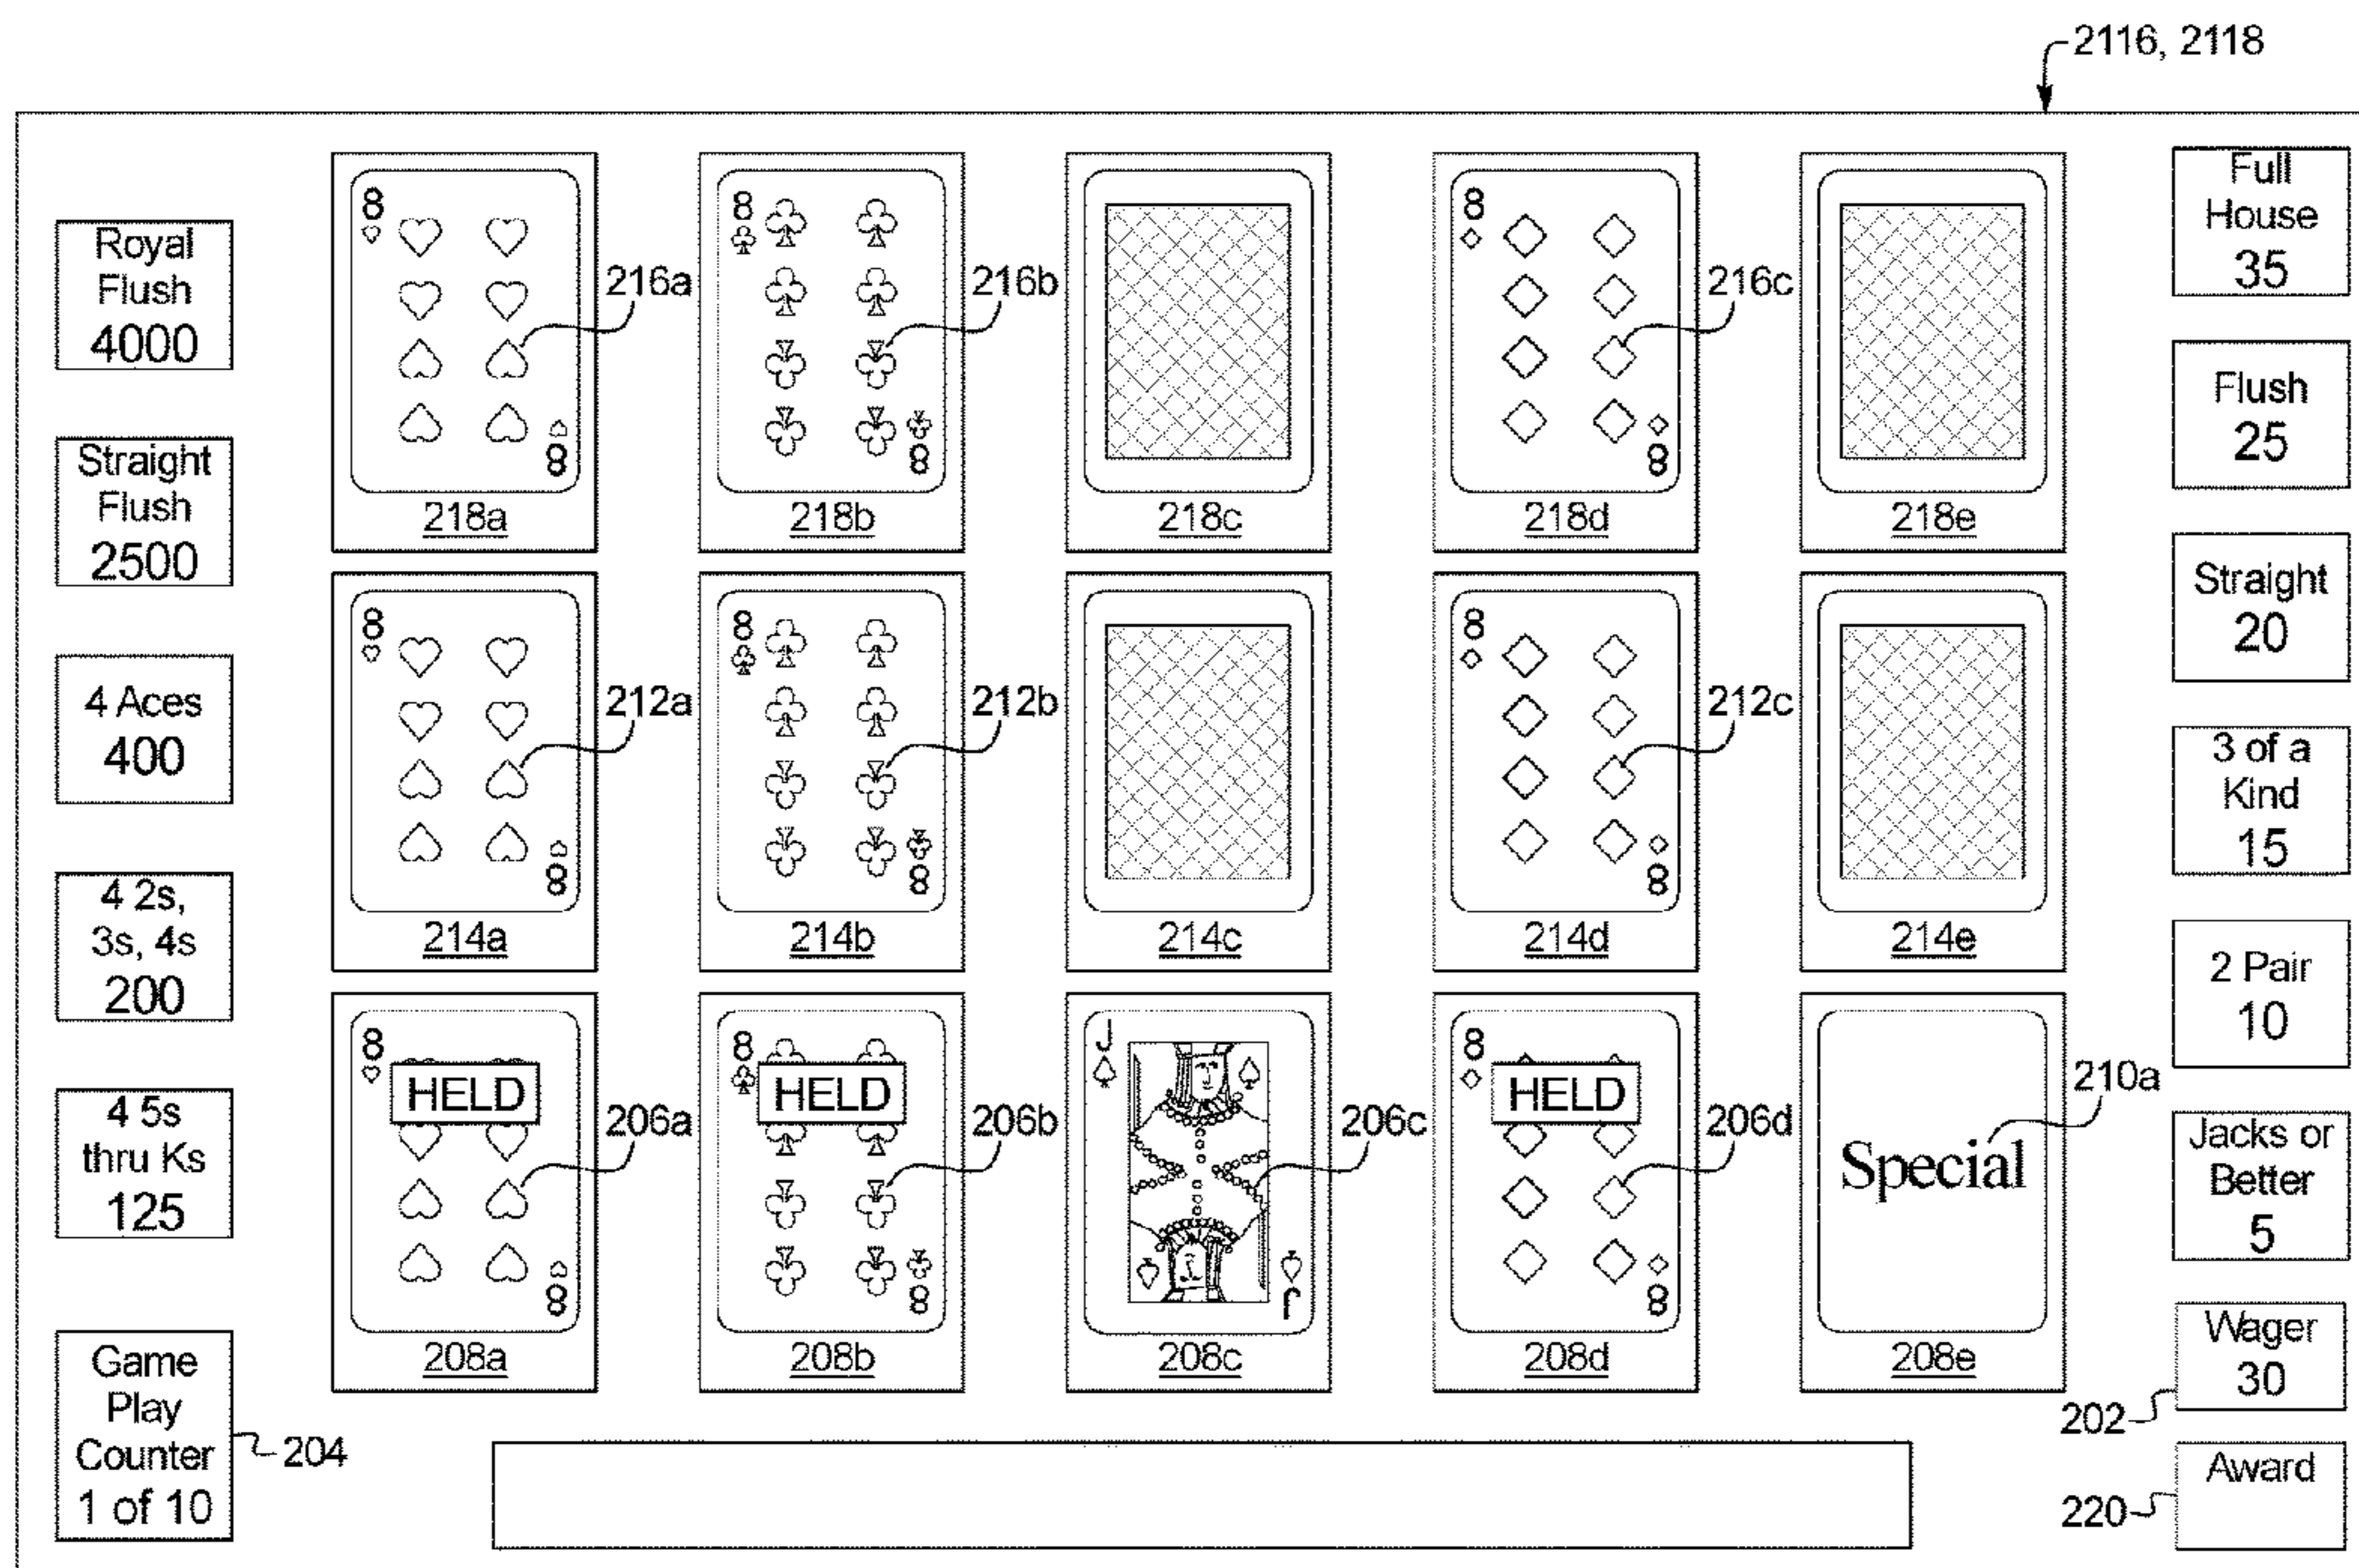 2116, 2118
Royal
Flush
4000
Straight
Flush
2500
4 Aces
400
4 2s,
3s, 4s
200
4 5s
thru Ks
125
Game
Play
Counter
1 of 10
204
8
8
216a
218a
8
8
216b
218b
218c
8
8
216c
218d
218e
8
8
212a
214a
8
8
212b
214b
214c
8
8
212c
214d
214e
8
HELD
8
206a
208a
8
HELD
8
206b
208b
J
J
206c
208c
8
HELD
8
206d
208d
Special
210a
208e
Full
House
35
Flush
25
Straight
20
3 of a
Kind
15
2 Pair
10
Jacks or
Better
5
Wager
30
202
Award
220